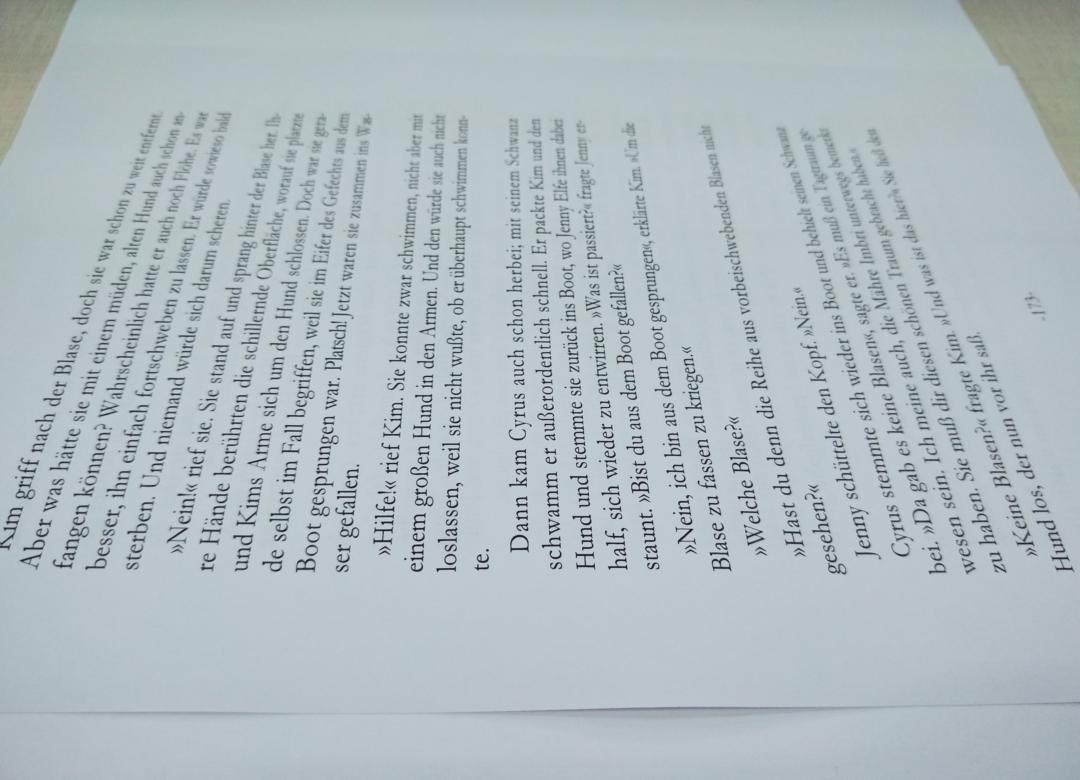 Kim griff nach der Blase, doch sie war schon zu weit entfernt.
Aber was hätte sie mit einem müden, alten Hund auch schon an-
fangen können? Wahrscheinlich hatte er auch noch Flöhe. Es war
besser, ihn einfach fortschweben zu lassen. Er würde sowieso bald
sterben. Und niemand würde sich darum scheren.
»Nein!« rief sie. Sie stand auf und sprang hinter der Blase her. Ih-
re Hände berührten die schillernde Oberfläche, worauf sie platzte
und Kims Arme sich um den Hund schlossen. Doch war sie gera-
de selbst im Fall begriffen, weil sie im Eifer des Gefechts aus dem
Boot gesprungen war. Platsch! Jetzt waren sie zusammen ins Was-
ser gefallen.
»Hilfe!« rief Kim. Sie konnte zwar schwimmen, nicht aber mit
einem großen Hund in den Armen. Und den würde sie auch nicht
loslassen, weil sie nicht wußte, ob er überhaupt schwimmen konn-
te.
Dann kam Cyrus auch schon herbei; mit seinem Schwanz
schwamm er außerordentlich schnell. Er packte Kim und den
Hund und stemmte sie zurück ins Boot, wo Jenny Elfe ihnen dabei
half, sich wieder zu entwirren. »Was ist passiert?« fragte Jenny er-
staunt. »Bist du aus dem Boot gefallen?«
»Nein, ich bin aus dem Boot gesprungen«, erklärte Kim. »Um die
Blase zu fassen zu kriegen.«
»Welche Blase?«
»Hast du denn die Reihe aus vorbeischwebenden Blasen nicht
gesehen?«
Jenny schüttelte den Kopf. »Nein.«
Cyrus stemmte sich wieder ins Boot und behielt seinen Schwanz
bei. »Da gab es keine Blasen«, sagte er. »Es muß ein Tagtraum ge-
wesen sein. Ich meine auch, die Mähre Imbri unterwegs bemerkt
zu haben. Sie muß dir diesen schönen Traum gebracht haben.«
»Keine Blasen?« fragte Kim. »Und was ist das hier?« Sie ließ den
Hund los, der nun vor ihr saß.
-173-